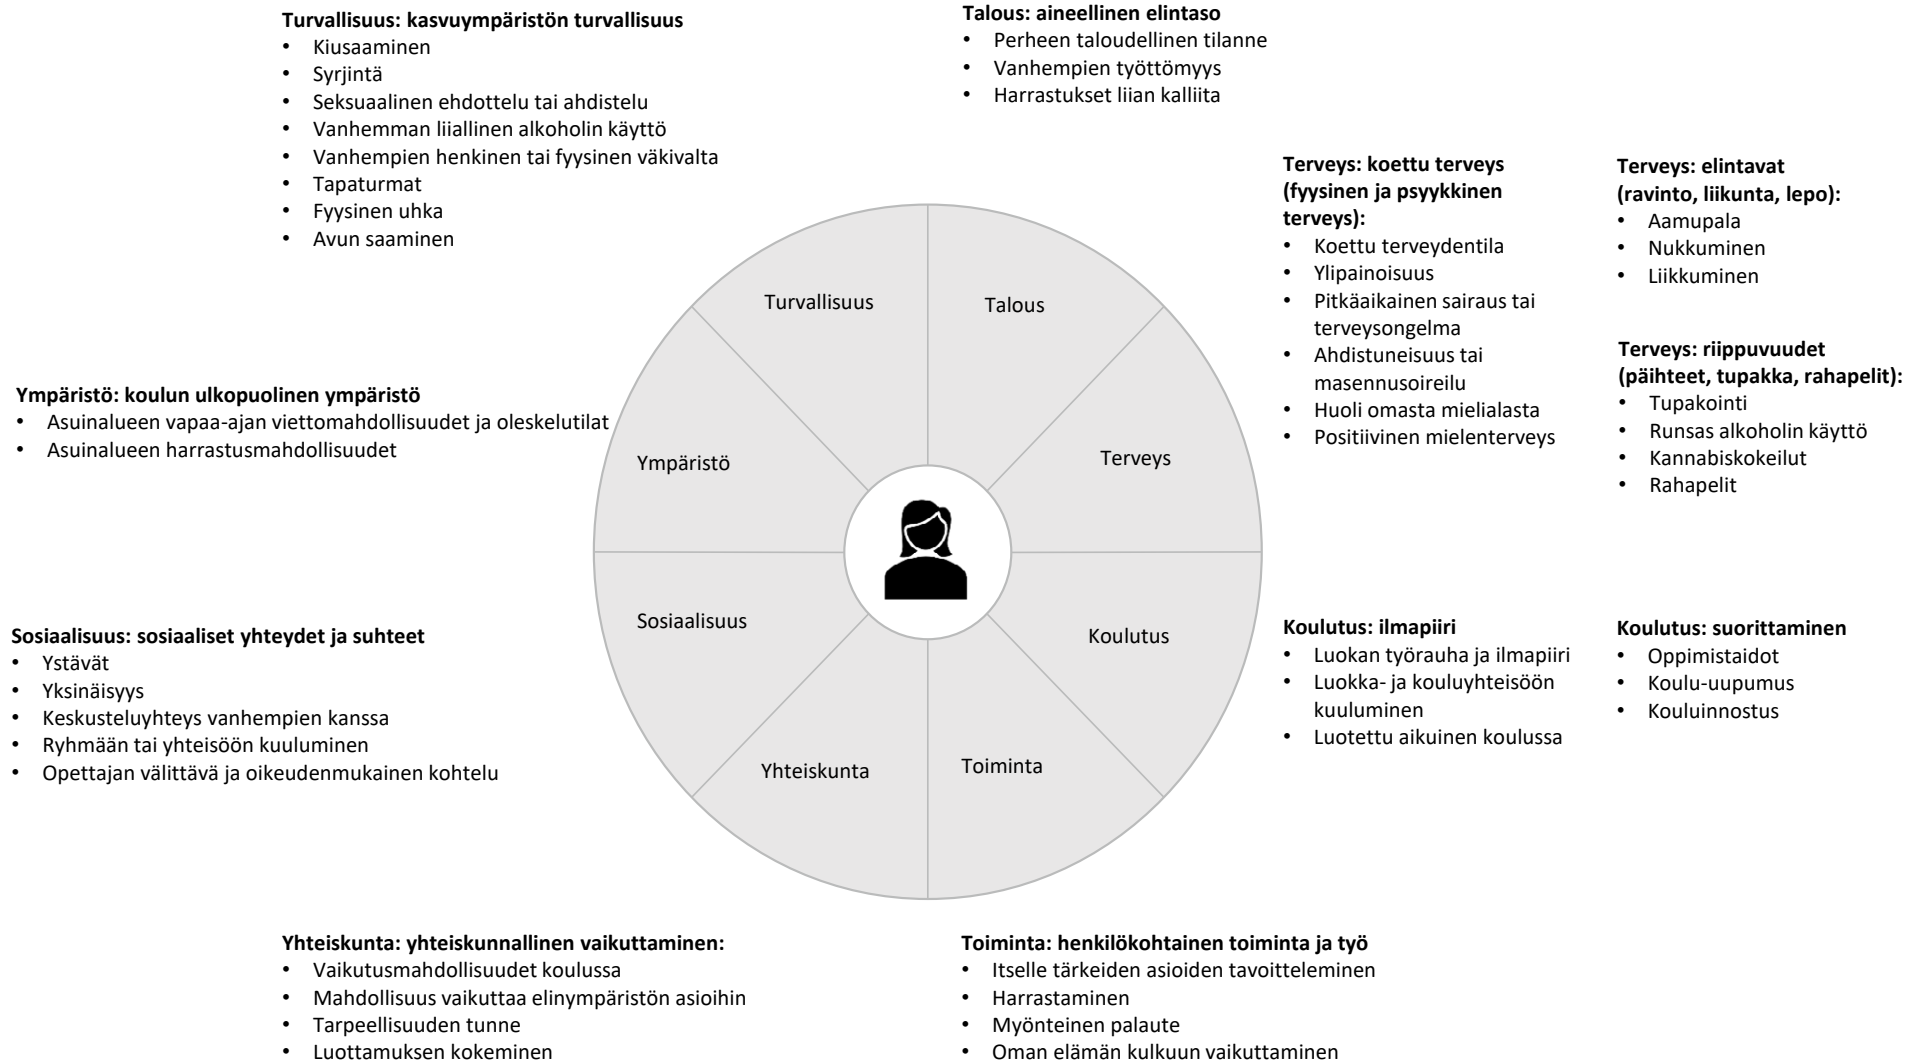 Turvallisuus: kasvuympäristön turvallisuus
• Kiusaaminen
• Syrjintä
• Seksuaalinen ehdottelu tai ahdistelu
• Vanhemman liiallinen alkoholin käyttö
• Vanhempien henkinen tai fyysinen väkivalta
• Tapaturmat
• Fyysinen uhka
• Avun saaminen
Talous: aineellinen elintaso
• Perheen taloudellinen tilanne
• Vanhempien työttömyys
• Harrastukset liian kalliita
Terveys: koettu terveys
(fyysinen ja psyykkinen
terveys):
• Koettu terveydentila
• Ylipainoisuus
• Pitkäaikainen sairaus tai
terveysongelma
• Ahdistuneisuus tai
masennusoireilu
• Huoli omasta mielialasta
• Positiivinen mielenterveys
Terveys: elintavat
(ravinto, liikunta, lepo):
• Aamupala
• Nukkuminen
• Liikkuminen
Terveys: riippuvuudet
(päihteet, tupakka, rahapelit):
• Tupakointi
• Runsas alkoholin käyttö
• Kannabiskokeilut
• Rahapelit
Ympäristö: koulun ulkopuolinen ympäristö
• Asuinalueen vapaa-ajan viettomahdollisuudet ja oleskelutilat
• Asuinalueen harrastusmahdollisuudet
Turvallisuus
Talous
Ympäristö
Terveys
Sosiaalisuus
Koulutus
Yhteiskunta
Toiminta
Sosiaalisuus: sosiaaliset yhteydet ja suhteet
• Ystävät
• Yksinäisyys
• Keskusteluyhteys vanhempien kanssa
• Ryhmään tai yhteisöön kuuluminen
• Opettajan välittävä ja oikeudenmukainen kohtelu
Koulutus: ilmapiiri
• Luokan työrauha ja ilmapiiri
• Luokka- ja kouluyhteisöön
kuuluminen
• Luotettu aikuinen koulussa
Koulutus: suorittaminen
• Oppimistaidot
• Koulu-uupumus
• Kouluinnostus
Yhteiskunta: yhteiskunnallinen vaikuttaminen:
• Vaikutusmahdollisuudet koulussa
• Mahdollisuus vaikuttaa elinympäristön asioihin
• Tarpeellisuuden tunne
• Luottamuksen kokeminen
Toiminta: henkilökohtainen toiminta ja työ
• Itselle tärkeiden asioiden tavoitteleminen
• Harrastaminen
• Myönteinen palaute
• Oman elämän kulkuun vaikuttaminen